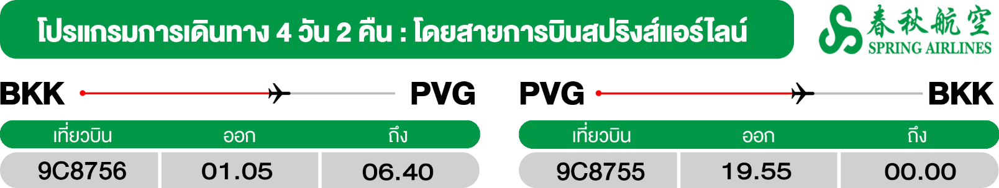 โปรแกรมการเดินทาง 4 วัน 2 คืน : โดยสายการบินสปริงส์แอร์ไลน์
春秋航空
SPRING AIRLINES
BKK PVG
เที่ยวบิน ออก ถึง
9C8756 01.05 06.40
PVG BKK
เที่ยวบิน ออก ถึง
9C8755 19.55 00.00